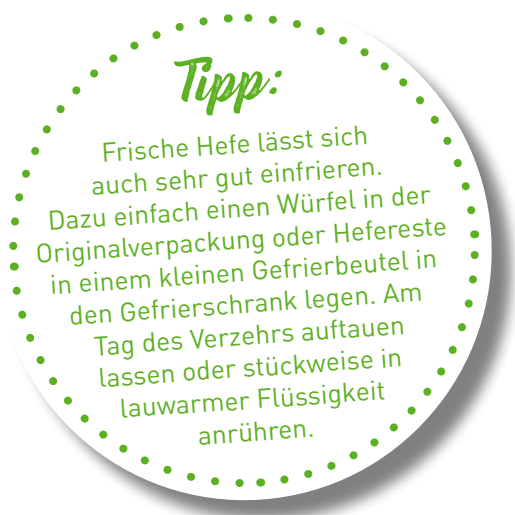 Tipp:
Frische Hefe lässt sich
auch sehr gut einfrieren.
Dazu einfach einen Würfel in der
Originalverpackung oder Hefereste
in einem kleinen Gefrierbeutel in
den Gefrierschrank legen. Am
Tag des Verzehrs auftauen
lassen oder stückweise in
lauwarmer Flüssigkeit
anrühren.